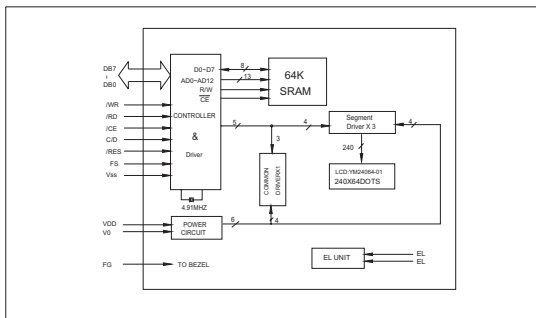 DB7
~
DB0
/WR
/RD
/CE
C/D
/RES
FS
Vss
VDD
V0
FG
D0~D7
AD0~AD12
R/W
CE
CONTROLLER
&
Driver
4.91MHZ
8
13
64K
SRAM
5
4
3
Segment
Driver X 3
4
240
LCD:YM24064-01
240X64DOTS
COMMON
DRIVERX1
POWER
CIRCUIT
6
4
TO BEZEL
EL UNIT
EL
EL